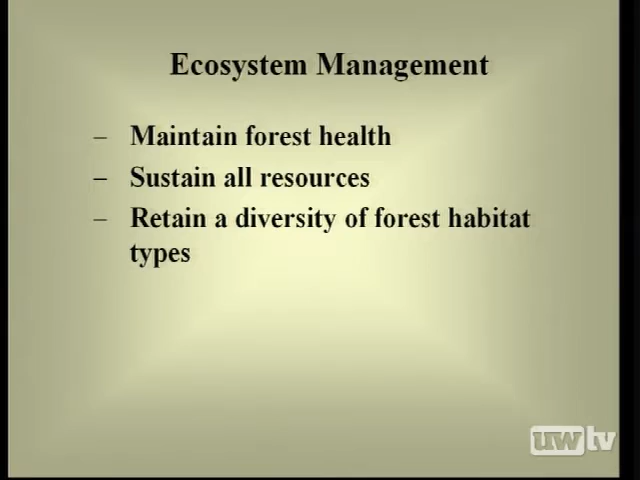 Ecosystem Management
– Maintain forest health
– Sustain all resources
– Retain a diversity of forest habitat
types
uwtv